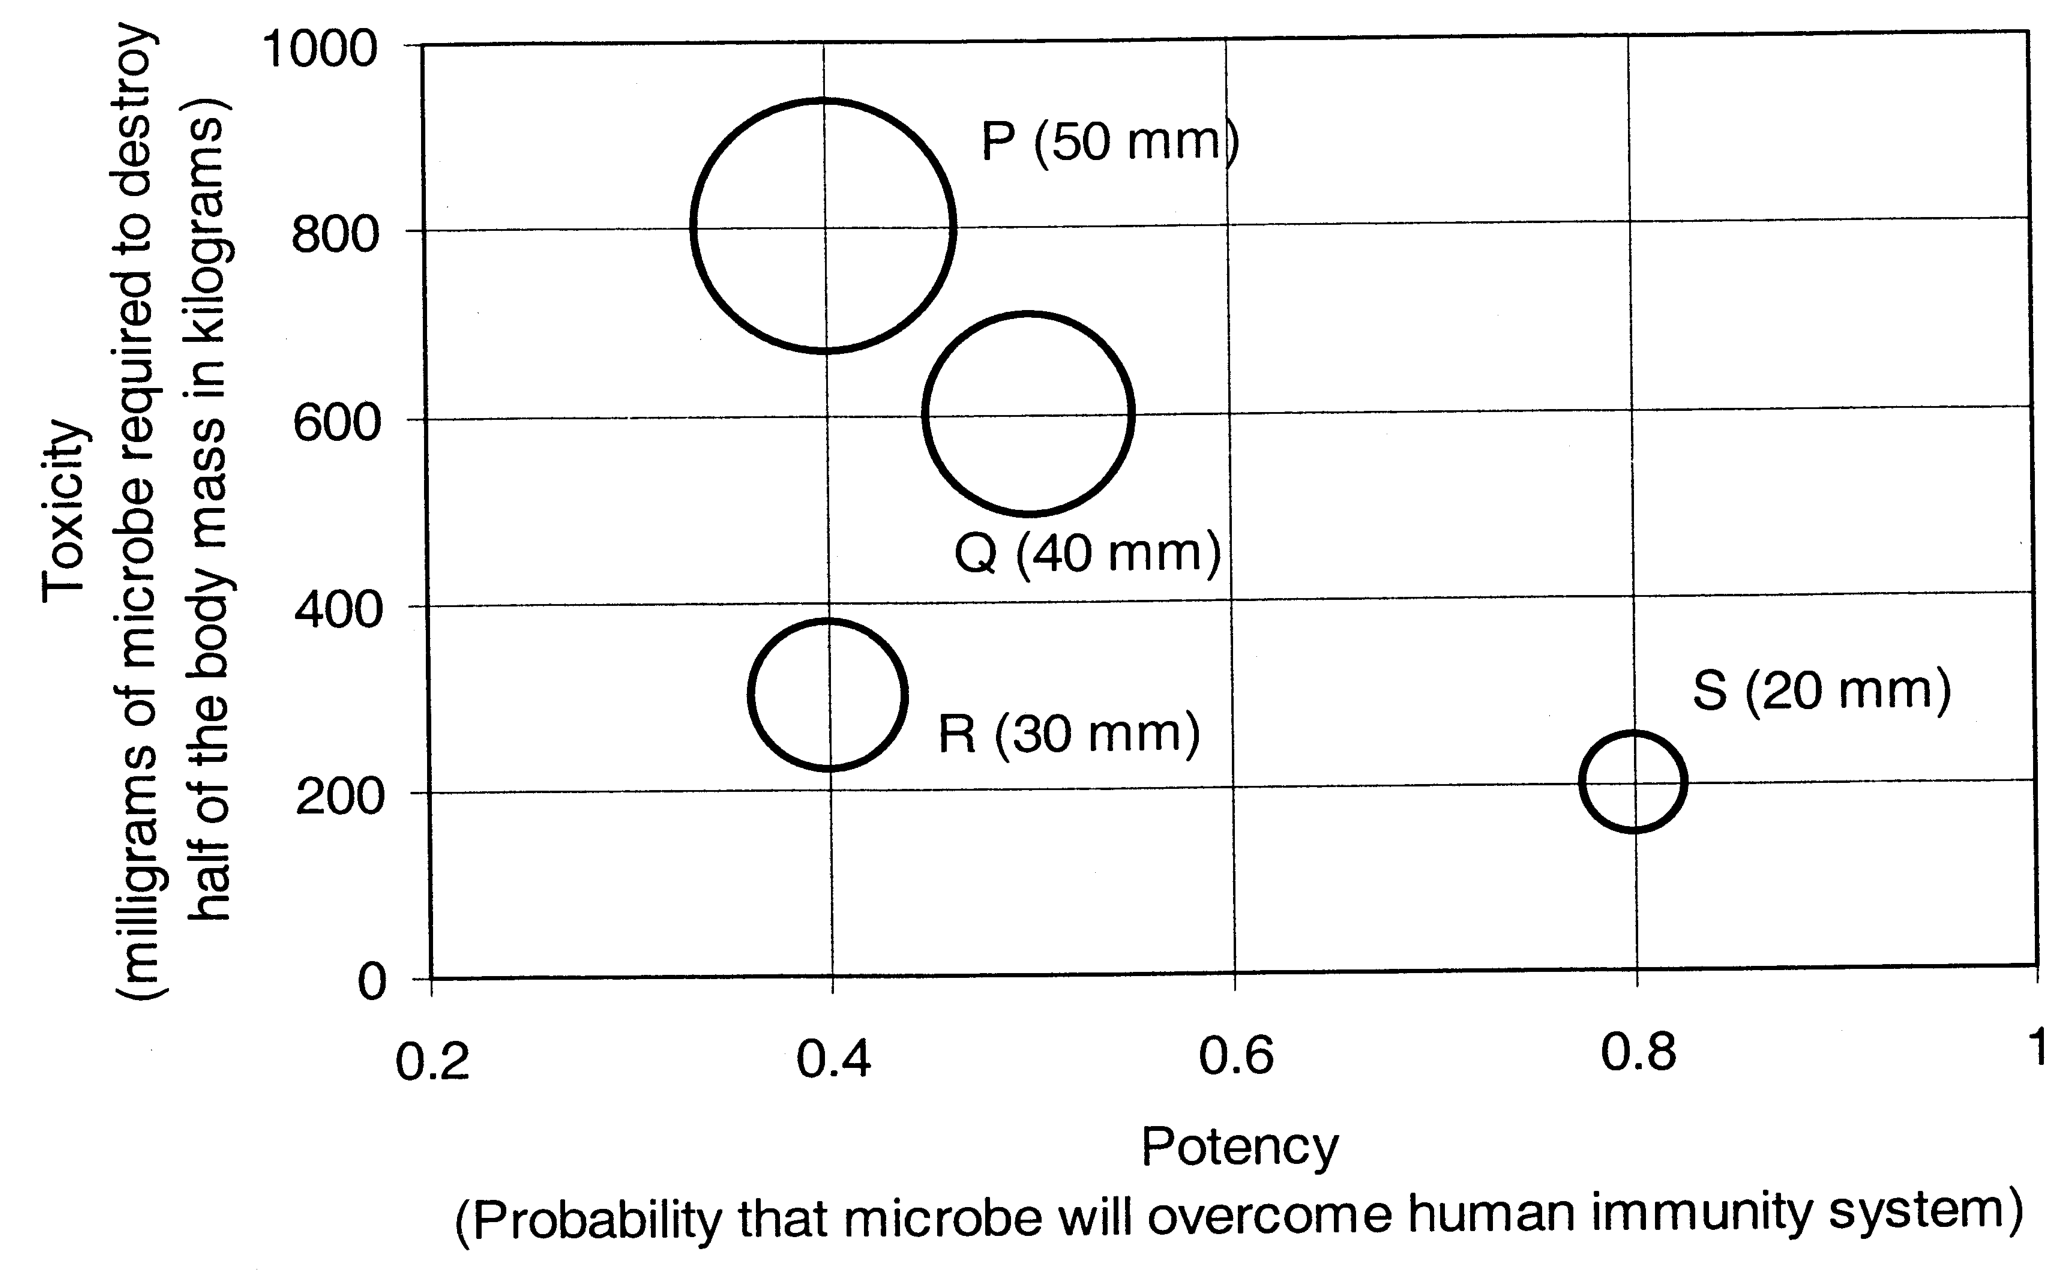 Toxicity
(milligrams of microbe required to destroy
half of the body mass in kilograms)
1000
800
600
400
200
0
P (50 mm)
Q (40 mm)
R (30 mm)
S (20 mm)
0.2 0.4 0.6 0.8 1
Potency
(Probability that microbe will overcome human immunity system)